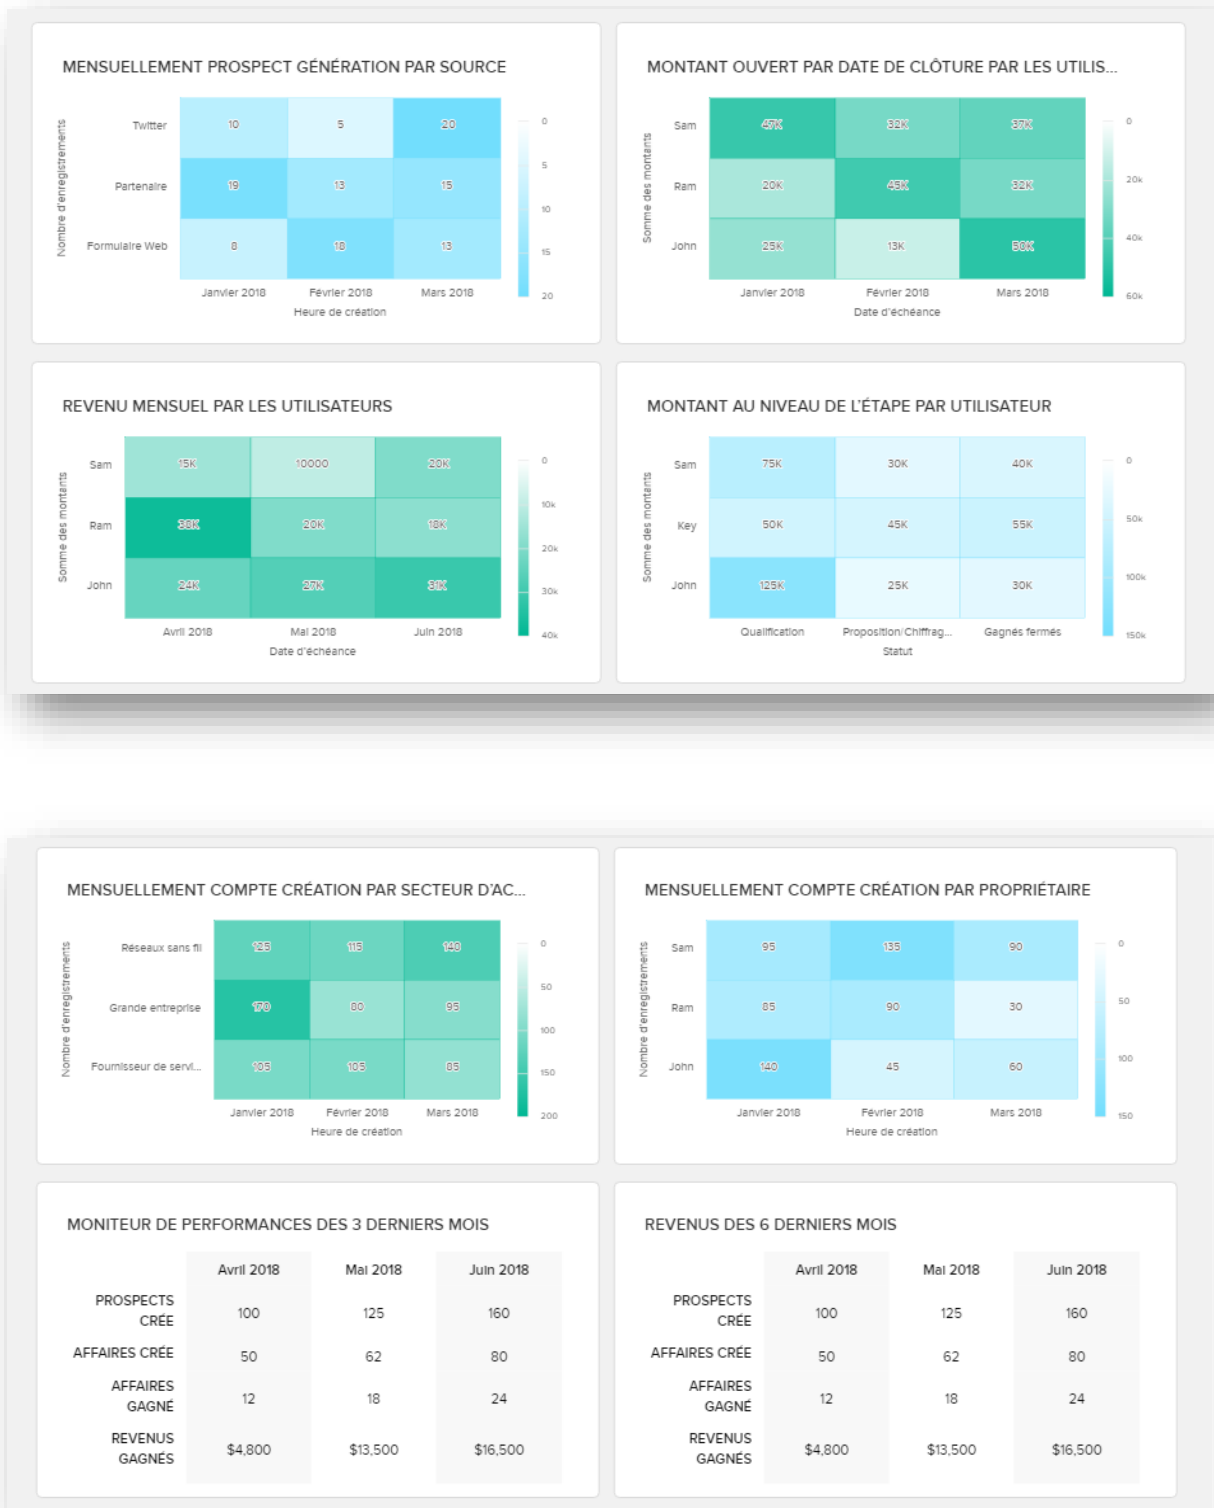 MENSUELLEMENT PROSPECT GÉNÉRATION PAR SOURCE
Nombre d'enregistrements
Twitter 10 5 20
Partenaire 19 13 15
Formulaire Web 8 18 13
Janvier 2018 Février 2018 Mars 2018
Heure de création
0
5
10
15
20
MONTANT OUVERT PAR DATE DE CLÔTURE PAR LES UTILIS...
Somme des montants
Sam 47K 32K 37K
Ram 20K 45K 32K
John 25K 13K 50K
Janvier 2018 Février 2018 Mars 2018
Date d'échéance
0
20k
40k
60k
REVENU MENSUEL PAR LES UTILISATEURS
Somme des montants
Sam 15K 10000 20K
Ram 38K 20K 18K
John 24K 27K 31K
Avril 2018 Mai 2018 Juin 2018
Date d'échéance
0
10k
20k
30k
40k
MONTANT AU NIVEAU DE L'ÉTAPE PAR UTILISATEUR
Somme des montants
Sam 75K 30K 40K
Key 50K 45K 55K
John 125K 25K 30K
Qualification Proposition/Chiffrag... Gagnés fermés
Statut
0
50k
100k
150k
MENSUELLEMENT COMPTE CRÉATION PAR SECTEUR D'AC...
Nombre d'enregistrements
Réseaux sans fil 125 115 140
Grande entreprise 170 80 95
Fournisseur de servi... 105 105 85
Janvier 2018 Février 2018 Mars 2018
Heure de création
0
50
100
150
200
MENSUELLEMENT COMPTE CRÉATION PAR PROPRIÉTAIRE
Nombre d'enregistrements
Sam 95 135 90
Ram 85 90 30
John 140 45 60
Janvier 2018 Février 2018 Mars 2018
Heure de création
0
50
100
150
MONITEUR DE PERFORMANCES DES 3 DERNIERS MOIS
Avril 2018 Mai 2018 Juin 2018
PROSPECTS
CRÉE 100 125 160
AFFAIRES CRÉE 50 62 80
AFFAIRES
GAGNÉ 12 18 24
REVENUS
GAGNÉS $4,800 $13,500 $16,500
REVENUS DES 6 DERNIERS MOIS
Avril 2018 Mai 2018 Juin 2018
PROSPECTS
CRÉE 100 125 160
AFFAIRES CRÉE 50 62 80
AFFAIRES
GAGNÉ 12 18 24
REVENUS
GAGNÉS $4,800 $13,500 $16,500